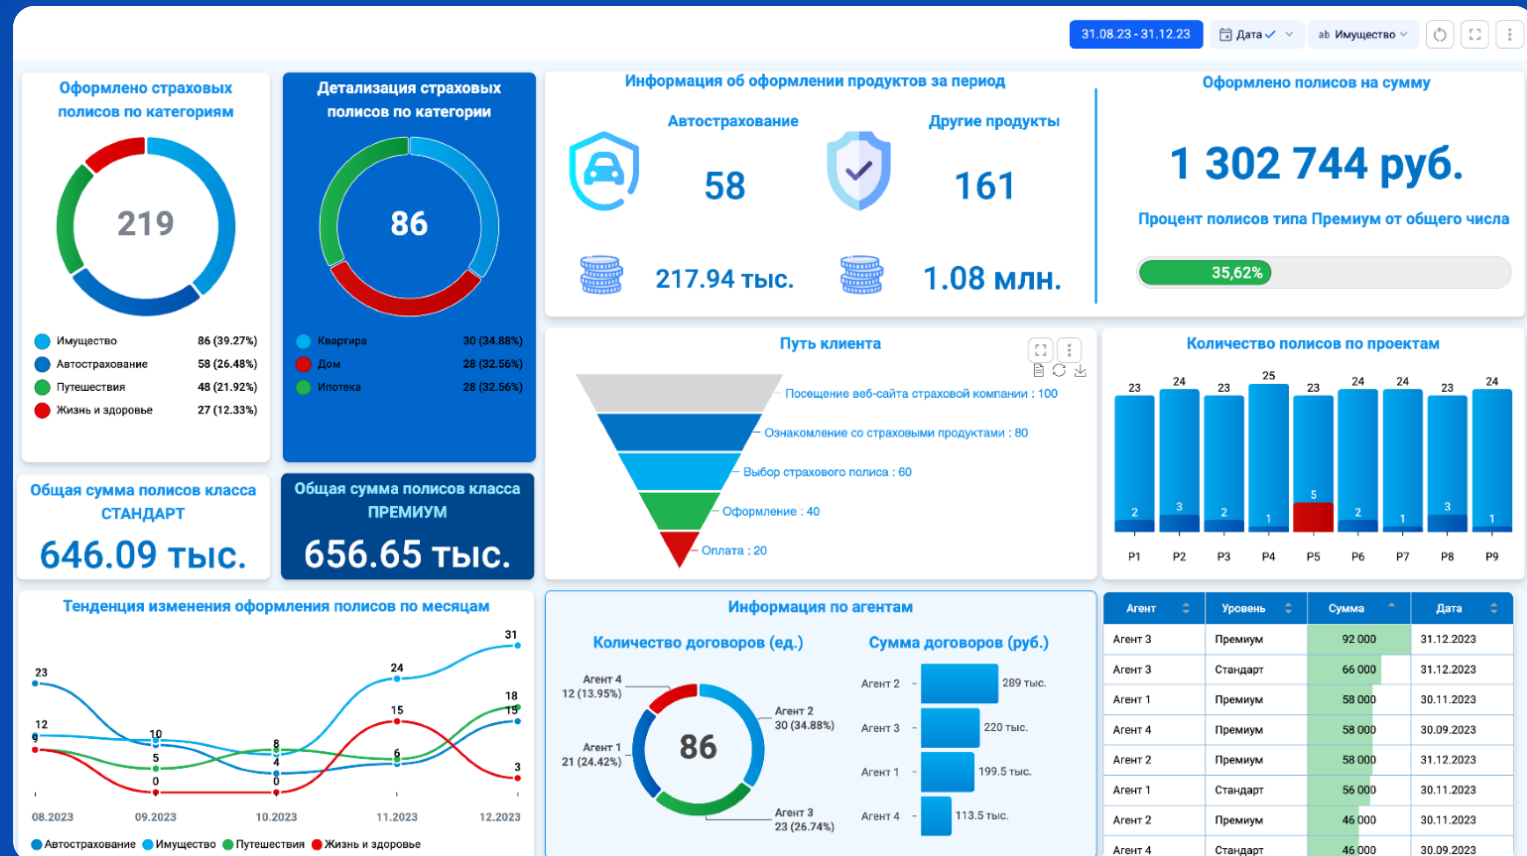 31.08.23 - 31.12.23
Дата
ab Имущество
Оформлено страховых
полисов по категориям
219
Имущество 86 (39.27%)
Автострахование 58 (26.48%)
Путешествия 48 (21.92%)
Жизнь и здоровье 27 (12.33%)
Детализация страховых
полисов по категории
86
Квартира 30 (34.88%)
Дом 28 (32.56%)
Ипотека 28 (32.56%)
Информация об оформлении продуктов за период
Автострахование
58
217.94 тыс.
Другие продукты
161
1.08 млн.
Оформлено полисов на сумму
1 302 744 руб.
Процент полисов типа Премиум от общего числа
35,62%
Общая сумма полисов класса
СТАНДАРТ
646.09 тыс.
Общая сумма полисов класса
ПРЕМИУМ
656.65 тыс.
Путь клиента
Посещение веб-сайта страховой компании : 100
Ознакомление со страховыми продуктами : 80
Выбор страхового полиса : 60
Оформление : 40
Оплата : 20
Количество полисов по проектам
23 24 23 25 23 24 24 23 24
2 3 2 1 5 2 1 3 1
P1 P2 P3 P4 P5 P6 P7 P8 P9
Тенденция изменения оформления полисов по месяцам
31
23
24
18
12
15
15
9
10
8
5
4
6
3
0
0
08.2023 09.2023 10.2023 11.2023 12.2023
Автострахование Имущество Путешествия Жизнь и здоровье
Информация по агентам
Количество договоров (ед.)
Агент 4
12 (13.95%)
Агент 2
30 (34.88%)
86
Агент 1
21 (24.42%)
Агент 3
23 (26.74%)
Сумма договоров (руб.)
Агент 2 289 тыс.
Агент 3 220 тыс.
Агент 1 199.5 тыс.
Агент 4 113.5 тыс.
Агент Уровень Сумма Дата
Агент 3 Премиум 92 000 31.12.2023
Агент 3 Стандарт 66 000 31.12.2023
Агент 1 Премиум 58 000 30.11.2023
Агент 4 Премиум 58 000 30.09.2023
Агент 2 Премиум 58 000 31.12.2023
Агент 1 Стандарт 56 000 30.11.2023
Агент 2 Премиум 46 000 30.11.2023
Агент 4 Стандарт 46 000 30.09.2023